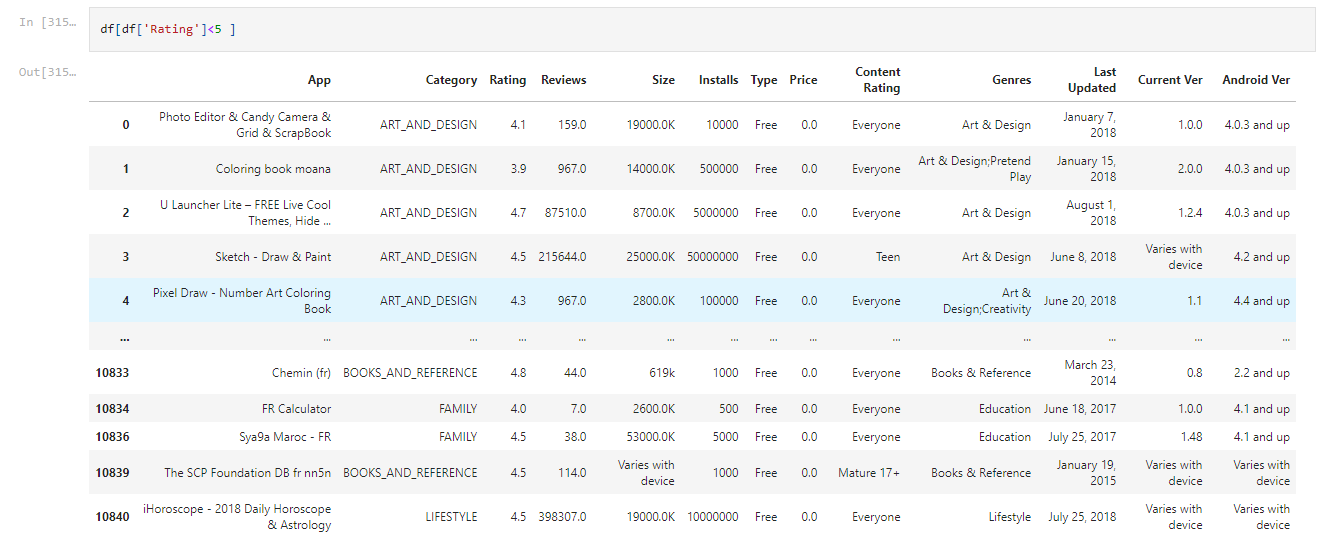 In [315…
df[df['Rating']<5 ]
Out[315…
App Category Rating Reviews Size Installs Type Price Content Rating Genres Last Updated Current Ver Android Ver
0 Photo Editor & Candy Camera & Grid & ScrapBook ART_AND_DESIGN 4.1 159.0 19000.0K 10000 Free 0.0 Everyone Art & Design January 7, 2018 1.0.0 4.0.3 and up
1 Coloring book moana ART_AND_DESIGN 3.9 967.0 14000.0K 500000 Free 0.0 Everyone Art & Design;Pretend Play January 15, 2018 2.0.0 4.0.3 and up
2 U Launcher Lite – FREE Live Cool Themes, Hide ... ART_AND_DESIGN 4.7 87510.0 8700.0K 5000000 Free 0.0 Everyone Art & Design August 1, 2018 1.2.4 4.0.3 and up
3 Sketch - Draw & Paint ART_AND_DESIGN 4.5 215644.0 25000.0K 50000000 Free 0.0 Teen Art & Design June 8, 2018 Varies with device 4.2 and up
4 Pixel Draw - Number Art Coloring Book ART_AND_DESIGN 4.3 967.0 2800.0K 100000 Free 0.0 Everyone Art & Design;Creativity June 20, 2018 1.1 4.4 and up
... ... ... ... ... ... ... ... ... ... ... ... ... ...
10833 Chemin (fr) BOOKS_AND_REFERENCE 4.8 44.0 619k 1000 Free 0.0 Everyone Books & Reference March 23, 2014 0.8 2.2 and up
10834 FR Calculator FAMILY 4.0 7.0 2600.0K 500 Free 0.0 Everyone Education June 18, 2017 1.0.0 4.1 and up
10836 Sya9a Maroc - FR FAMILY 4.5 38.0 53000.0K 5000 Free 0.0 Everyone Education July 25, 2017 1.48 4.1 and up
10839 The SCP Foundation DB fr nn5n BOOKS_AND_REFERENCE 4.5 114.0 Varies with device 1000 Free 0.0 Mature 17+ Books & Reference January 19, 2015 Varies with device Varies with device
10840 iHoroscope - 2018 Daily Horoscope & Astrology LIFESTYLE 4.5 398307.0 19000.0K 10000000 Free 0.0 Everyone Lifestyle July 25, 2018 Varies with device Varies with device